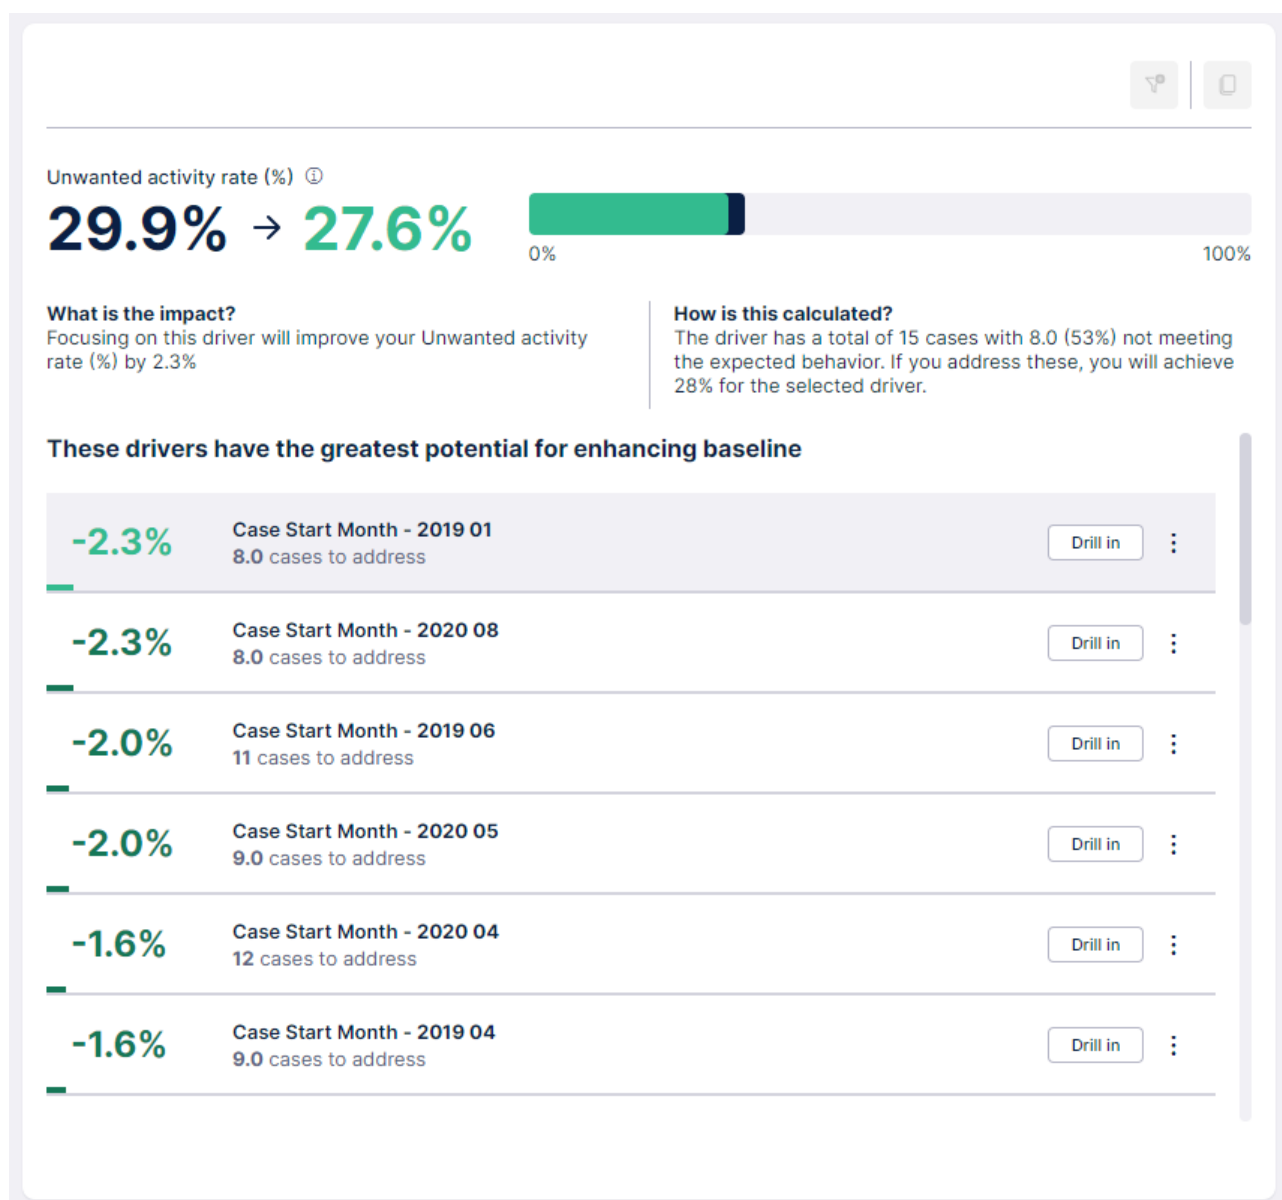 Unwanted activity rate (%)
29.9% → 27.6%
0%
100%
What is the impact?
Focusing on this driver will improve your Unwanted activity
rate (%) by 2.3%
How is this calculated?
The driver has a total of 15 cases with 8.0 (53%) not meeting
the expected behavior. If you address these, you will achieve
28% for the selected driver.
These drivers have the greatest potential for enhancing baseline
-2.3%
Case Start Month - 2019 01
8.0 cases to address
Drill in
-2.3%
Case Start Month - 2020 08
8.0 cases to address
Drill in
-2.0%
Case Start Month - 2019 06
11 cases to address
Drill in
-2.0%
Case Start Month - 2020 05
9.0 cases to address
Drill in
-1.6%
Case Start Month - 2020 04
12 cases to address
Drill in
-1.6%
Case Start Month - 2019 04
9.0 cases to address
Drill in